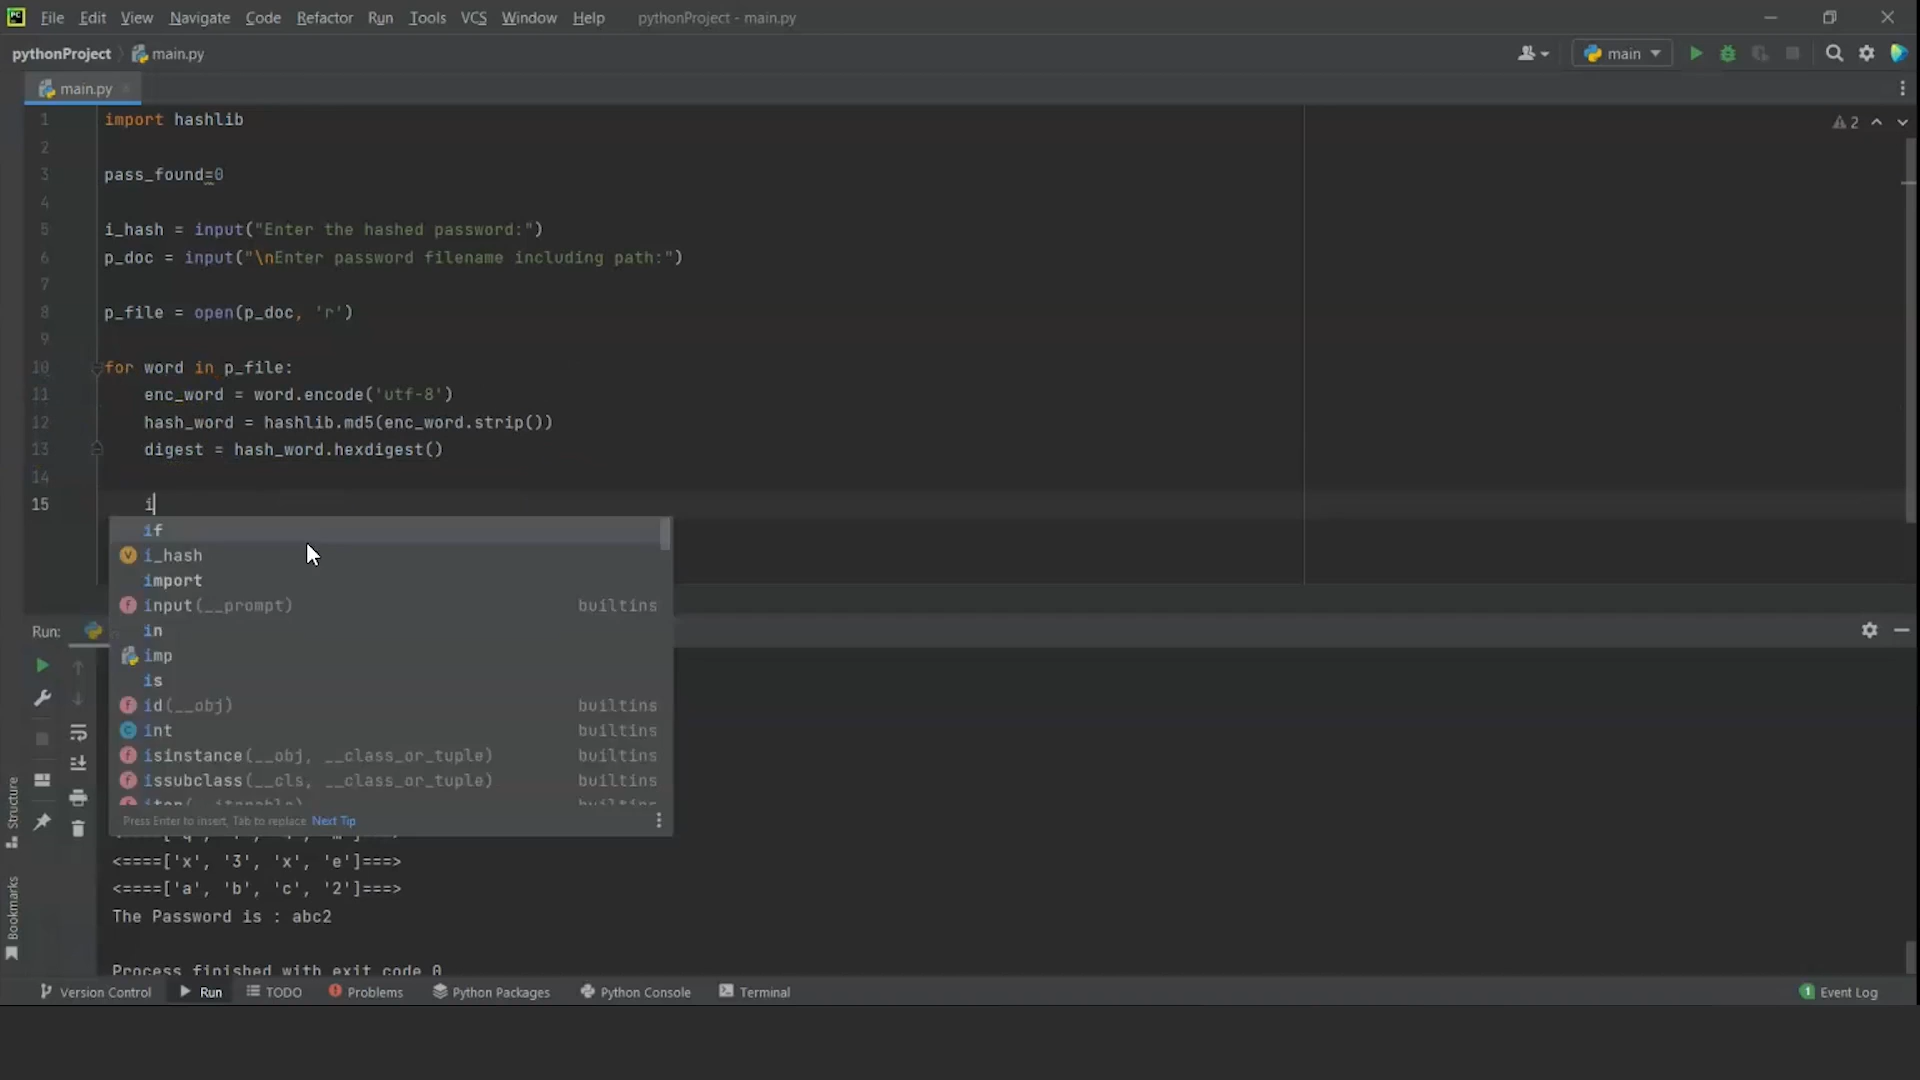 File Edit View Navigate Code Refactor Run Tools VCS Window Help pythonProject - main.py
pythonProject main.py main
main.py
1 import hashlib
2
3 pass_found=0
4
5 i_hash = input("Enter the hashed password:")
6 p_doc = input("\nEnter password filename including path:")
7
8 p_file = open(p_doc, 'r')
9
10 for word in p_file:
11 enc_word = word.encode('utf-8')
12 hash_word = hashlib.md5(enc_word.strip())
13 digest = hash_word.hexdigest()
14
15 i
2
if
i_hash
import
input(__prompt) builtins
in
imp
is
id(__obj) builtins
int builtins
isinstance(__obj, __class_or_tuple) builtins
issubclass(__cls, __class_or_tuple) builtins
Press Enter to insert, Tab to replace Next Tip
Run:
<====['x', '3', 'x', 'e']===>
<====['a', 'b', 'c', '2']===>
The Password is : abc2
Process finished with exit code 0
Structure
Bookmarks
Version Control Run TODO Problems Python Packages Python Console Terminal 1 Event Log